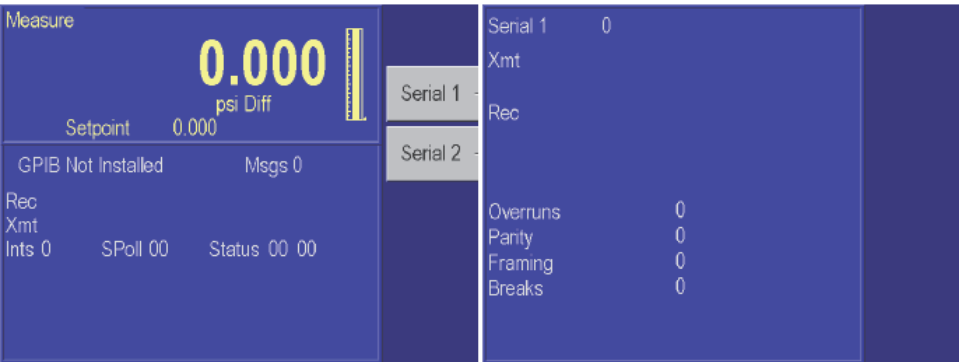 Measure
0.000
psi Diff
Setpoint 0.000
GPIB Not Installed Msgs 0
Rec
Xmt
Ints 0 SPoll 00 Status 00 00
Serial 1
Serial 2
Serial 1 0
Xmt
Rec
Overruns 0
Parity 0
Framing 0
Breaks 0